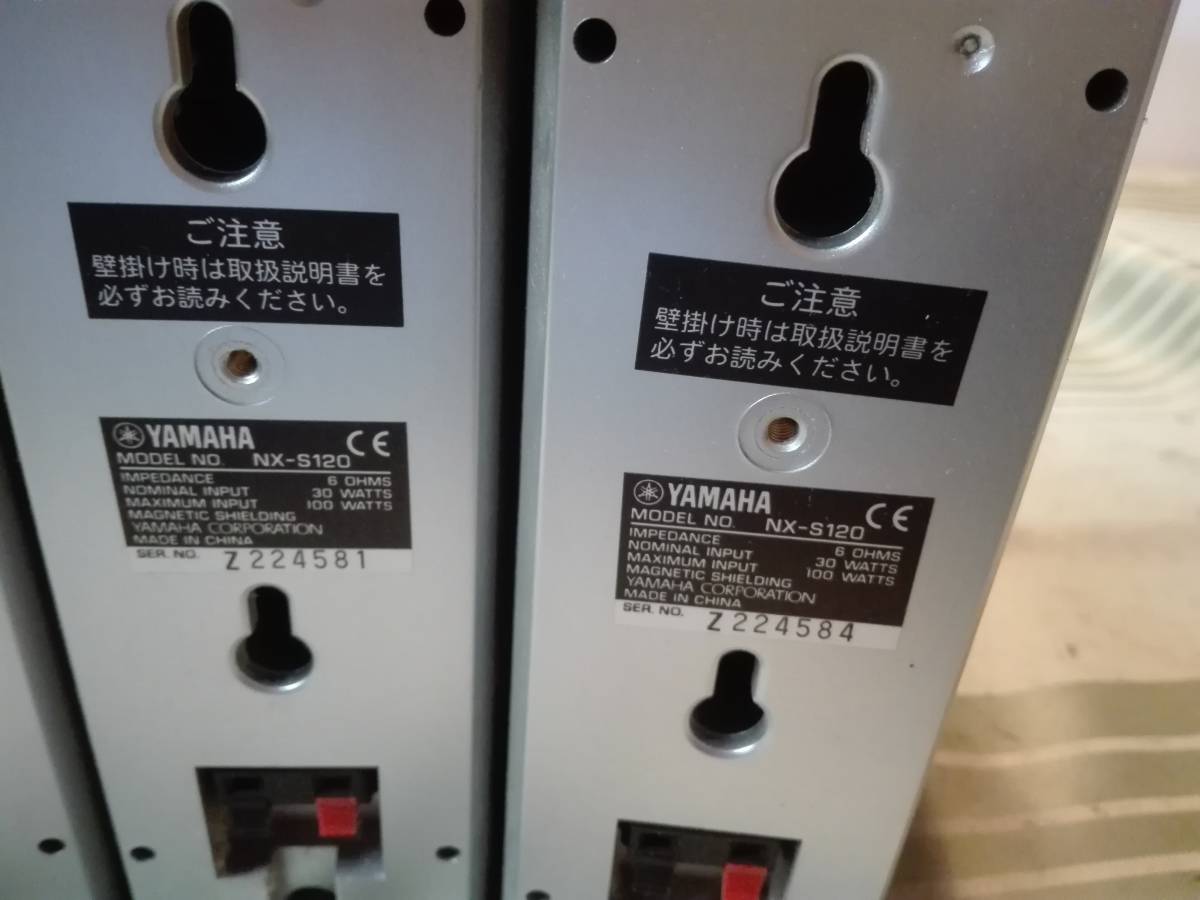 ご注意
壁掛け時は取扱説明書を
必ずお読みください。
YAMAHA CE
MODEL NO. NX-S120
IMPEDANCE 6 OHMS
NOMINAL INPUT 30 WATTS
MAXIMUM INPUT 100 WATTS
MAGNETIC SHIELDING
YAMAHA CORPORATION
MADE IN CHINA
SER. NO. Z224581
ご注意
壁掛け時は取扱説明書を
必ずお読みください。
YAMAHA CE
MODEL NO. NX-S120
IMPEDANCE 6 OHMS
NOMINAL INPUT 30 WATTS
MAXIMUM INPUT 100 WATTS
MAGNETIC SHIELDING
YAMAHA CORPORATION
MADE IN CHINA
SER. NO. Z224584